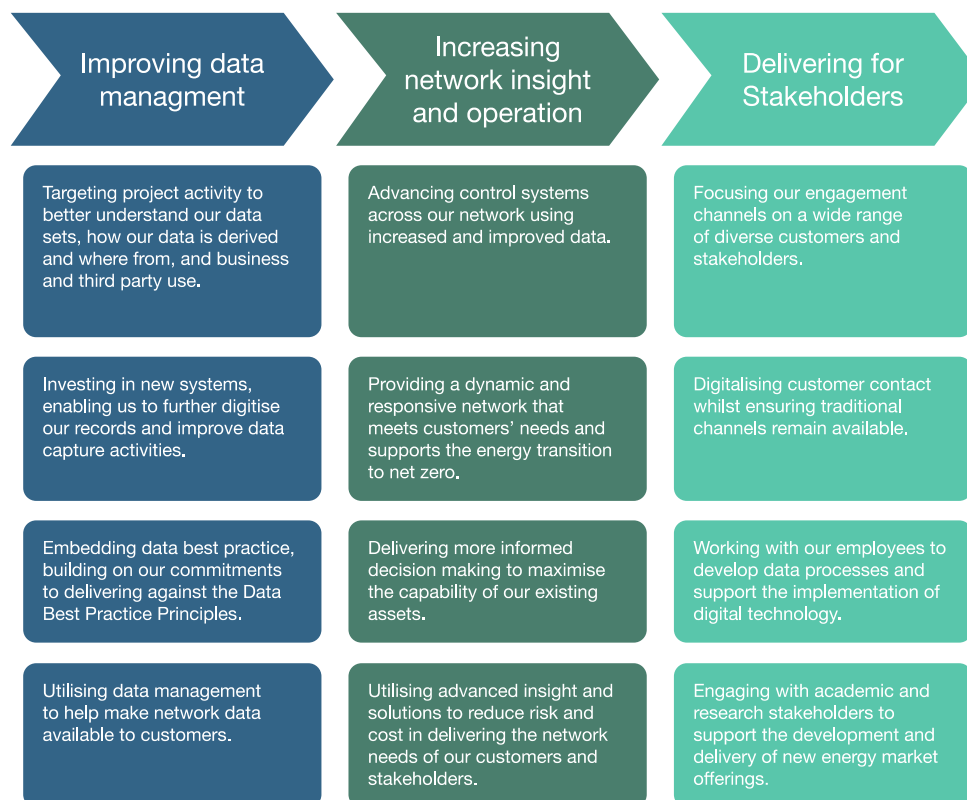 Improving data
managment
Increasing
network insight
and operation
Delivering for
Stakeholders
Targeting project activity to
better understand our data
sets, how our data is derived
and where from, and business
and third party use.
Advancing control systems
across our network using
increased and improved data.
Focusing our engagement
channels on a wide range
of diverse customers and
stakeholders.
Investing in new systems,
enabling us to further digitise
our records and improve data
capture activities.
Providing a dynamic and
responsive network that
meets customers’ needs and
supports the energy transition
to net zero.
Digitalising customer contact
whilst ensuring traditional
channels remain available.
Embedding data best practice,
building on our commitments
to delivering against the Data
Best Practice Principles.
Delivering more informed
decision making to maximise
the capability of our existing
assets.
Working with our employees to
develop data processes and
support the implementation of
digital technology.
Utilising data management
to help make network data
available to customers.
Utilising advanced insight and
solutions to reduce risk and
cost in delivering the network
needs of our customers and
stakeholders.
Engaging with academic and
research stakeholders to
support the development and
delivery of new energy market
offerings.